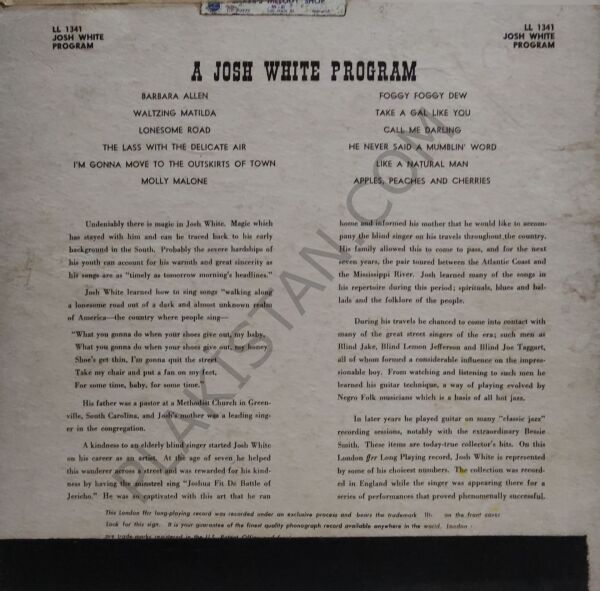 MELODY SHOP
LL 1341
JOSH WHITE
PROGRAM
LL 1341
JOSH WHITE
PROGRAM
A JOSH WHITE PROGRAM
BARBARA ALLEN
WALTZING MATILDA
LONESOME ROAD
THE LASS WITH THE DELICATE AIR
I'M GONNA MOVE TO THE OUTSKIRTS OF TOWN
MOLLY MALONE
FOGGY FOGGY DEW
TAKE A GAL LIKE YOU
CALL ME DARLING
HE NEVER SAID A MUMBLIN' WORD
LIKE A NATURAL MAN
APPLES, PEACHES AND CHERRIES
Undeniably there is magic in Josh White. Magic which
has stayed with him and can be traced back to his early
background in the South. Probably the severe hardships of
his youth can account for his warmth and great sincerity as
his songs are as "timely as tomorrow morning's headlines."
Josh White learned how to sing songs "walking along
a lonesome road out of a dark and almost unknown realm
of America—the country where people sing—
"What you gonna do when your shoes give out, my baby,
What you gonna do when your shoes give out, my honey
Shoe's get thin, I'm gonna quit the street
Take my chair and put a fan on my feet,
For some time, baby, for some time."
His father was a pastor at a Methodist Church in Green-
ville, South Carolina, and Josh's mother was a leading sing-
er in the congregation.
A kindness to an elderly blind singer started Josh White
on his career as an artist. At the age of seven he helped
this wanderer across a street and was rewarded for his kind-
ness by having the minstrel sing "Joshua Fit De Battle of
Jericho." He was so captivated with this art that he ran
home and informed his mother that he would like to accom-
pany the blind singer on his travels throughout the country.
His family allowed this to come to pass, and for the next
seven years, the pair toured between the Atlantic Coast and
the Mississippi River. Josh learned many of the songs in
his repertoire during this period; spirituals, blues and bal-
lads and the folklore of the people.
During his travels he chanced to come into contact with
many of the great street singers of the era; such men as
Blind Jake, Blind Lemon Jefferson and Blind Joe Taggart,
all of whom formed a considerable influence on the impres-
sionable boy. From watching and listening to such men he
learned his guitar technique, a way of playing evolved by
Negro Folk musicians which is a basis of all hot jazz.
In later years he played guitar on many "classic jazz"
recording sessions, notably with the extraordinary Bessie
Smith. These items are today-true collector's bits. On this
London ffrr Long Playing record, Josh White is represented
by some of his choicest numbers. The collection was record-
ed in England while the singer was appearing there for a
series of performances that proved phenomenally successful.
This London ffrr long-playing record was recorded under an exclusive process and bears the trademark on the front cover
Look for this sign. It is your guarantee of the finest quality phonograph record available anywhere in the world. London
are trade marks registered in the U.S. Patent Office
PAKISTAN.COM